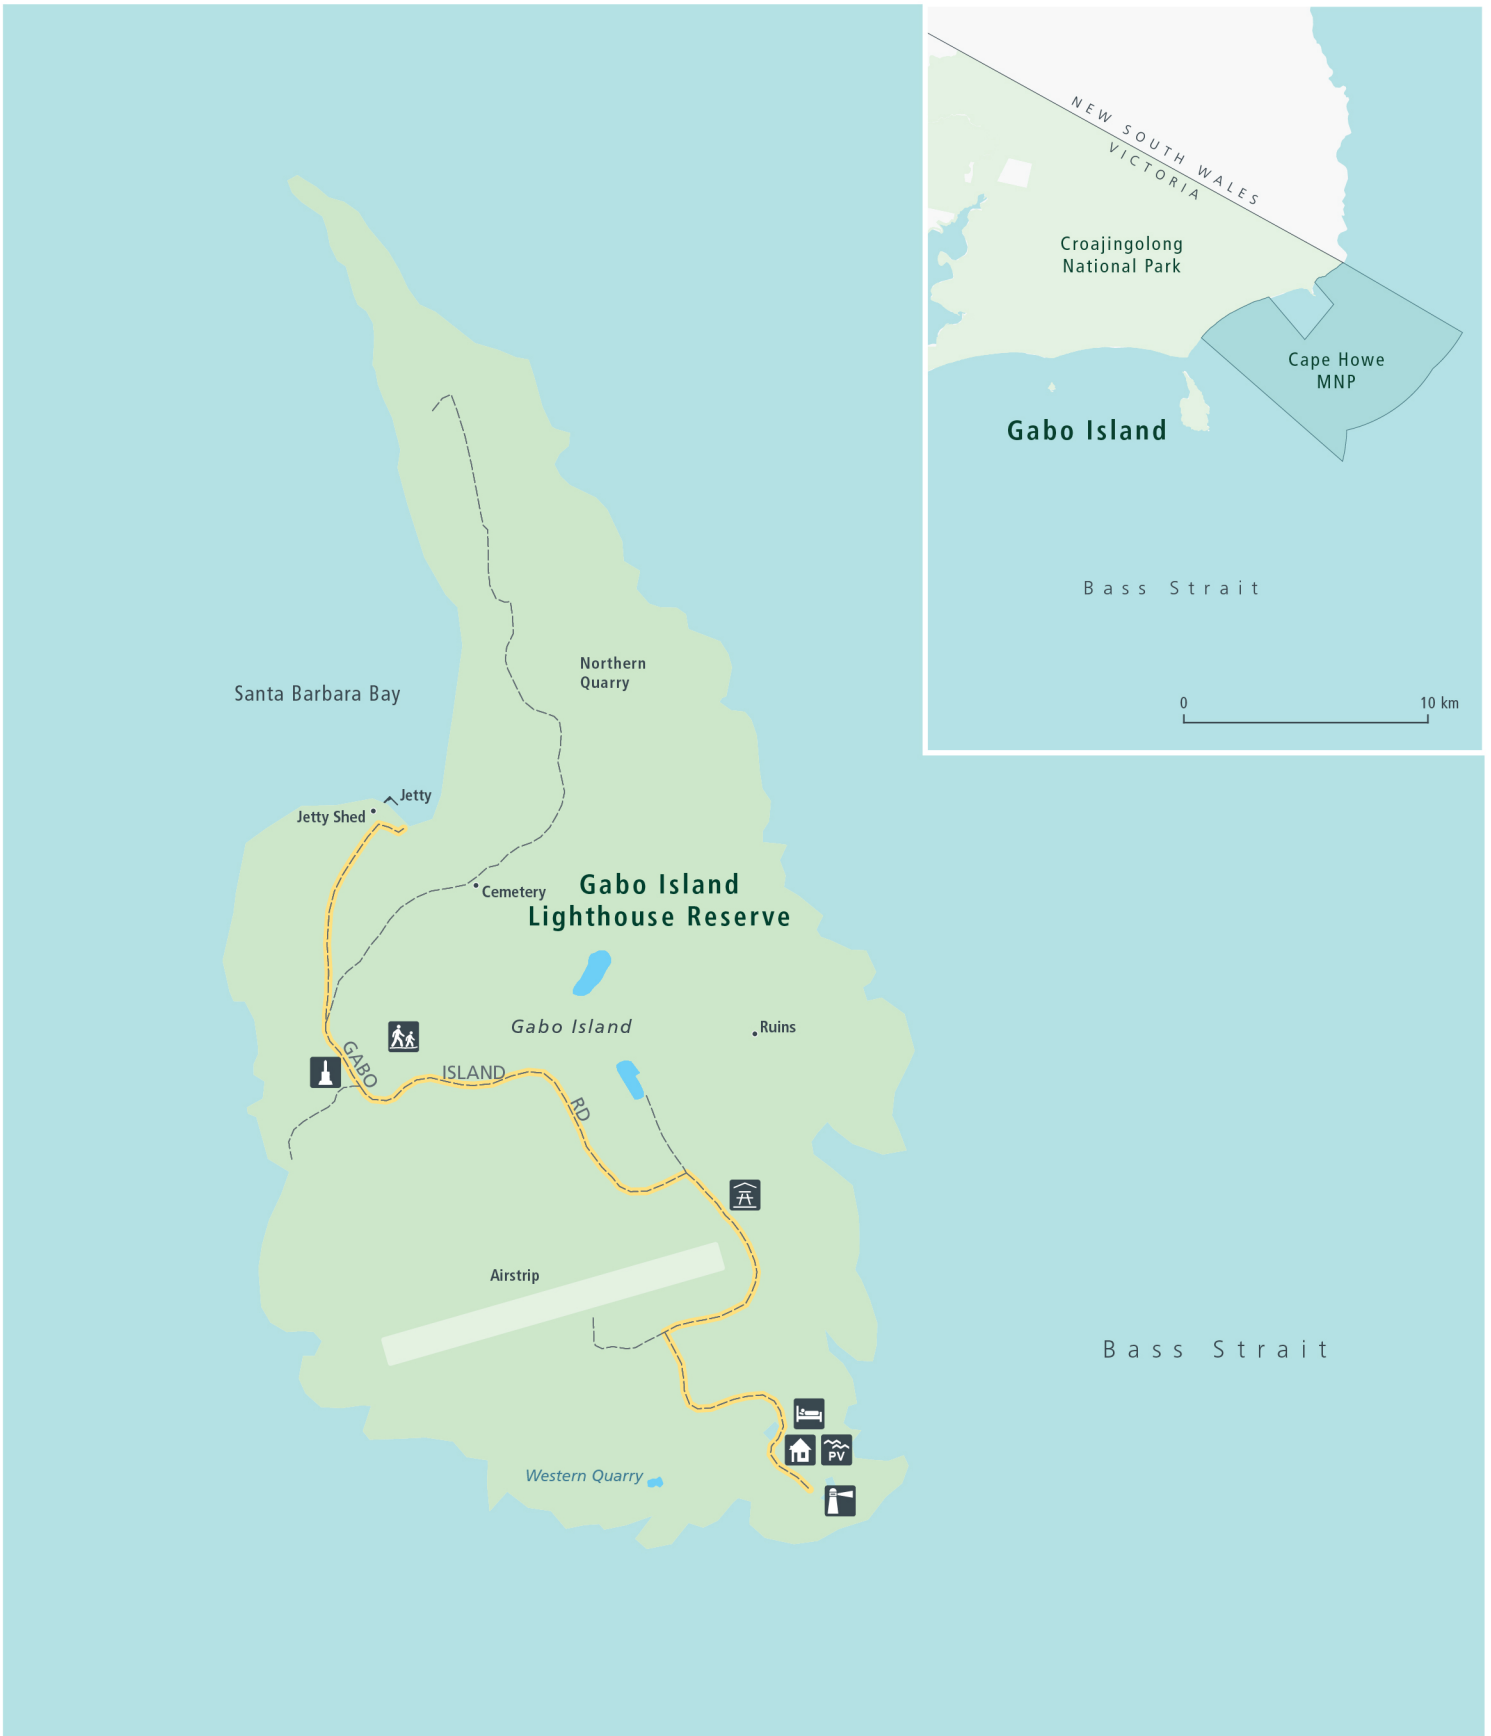 NEW SOUTH WALES
VICTORIA
Croajingolong
National Park
Cape Howe
MNP
Gabo Island
Bass Strait
0 10 km
Northern
Quarry
Santa Barbara Bay
Jetty
Jetty Shed
Cemetery
Gabo Island
Lighthouse Reserve
Gabo Island
Ruins
GABO ISLAND RD
Airstrip
Bass Strait
PV
Western Quarry